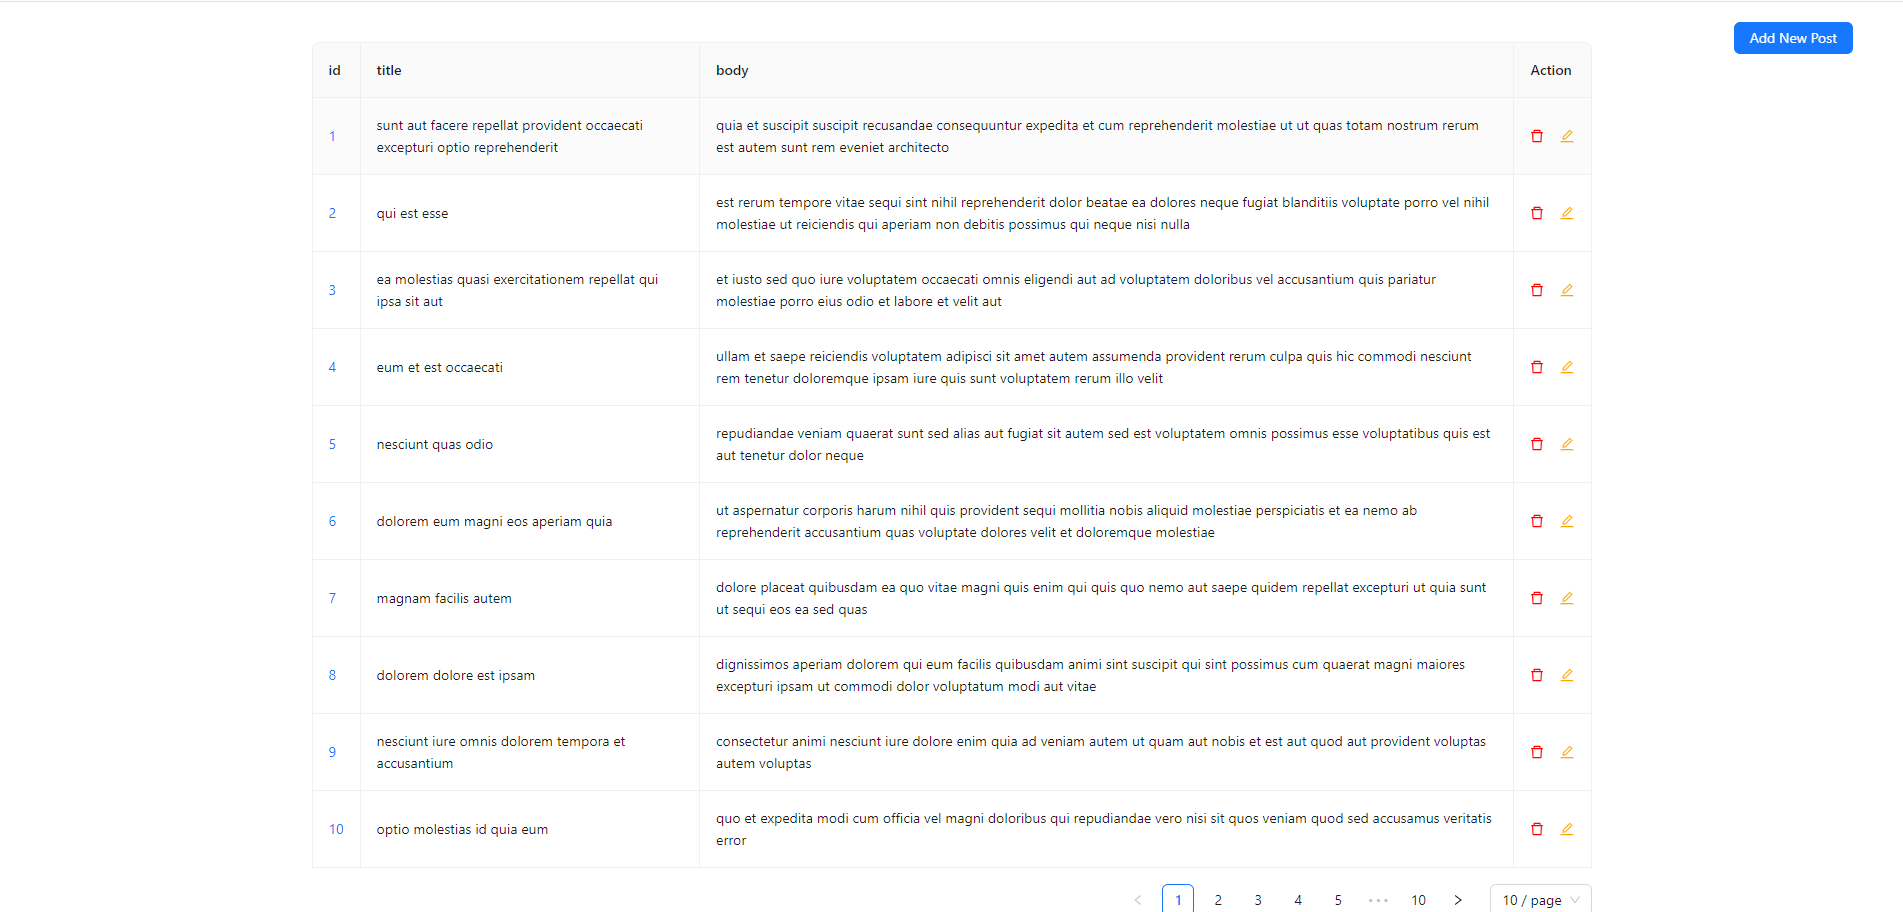 Add New Post
id title body Action
1 sunt aut facere repellat provident occaecati quia et suscipit suscipit recusandae consequuntur expedita et cum reprehenderit molestiae ut ut quas totam nostrum rerum
excepturi optio reprehenderit est autem sunt rem eveniet architecto
2 qui est esse est rerum tempore vitae sequi sint nihil reprehenderit dolor beatae ea dolores neque fugiat blanditiis voluptate porro vel nihil
molestiae ut reiciendis qui aperiam non debitis possimus qui neque nisi nulla
3 ea molestias quasi exercitationem repellat qui et iusto sed quo iure voluptatem occaecati omnis eligendi aut ad voluptatem doloribus vel accusantium quis pariatur
ipsa sit aut molestiae porro eius odio et labore et velit aut
4 eum et est occaecati ullam et saepe reiciendis voluptatem adipisci sit amet autem assumenda provident rerum culpa quis hic commodi nesciunt
rem tenetur doloremque ipsam iure quis sunt voluptatem rerum illo velit
5 nesciunt quas odio repudiandae veniam quaerat sunt sed alias aut fugiat sit autem sed est voluptatem omnis possimus esse voluptatibus quis est
aut tenetur dolor neque
6 dolorem eum magni eos aperiam quia ut aspernatur corporis harum nihil quis provident sequi mollitia nobis aliquid molestiae perspiciatis et ea nemo ab
reprehenderit accusantium quas voluptate dolores velit et doloremque molestiae
7 magnam facilis autem dolore placeat quibusdam ea quo vitae magni quis enim qui quis quo nemo aut saepe quidem repellat excepturi ut quia sunt
ut sequi eos ea sed quas
8 dolorem dolore est ipsam dignissimos aperiam dolorem qui eum facilis quibusdam animi sint suscipit qui sint possimus cum quaerat magni maiores
excepturi ipsam ut commodi dolor voluptatum modi aut vitae
9 nesciunt iure omnis dolorem tempora et consectetur animi nesciunt iure dolore enim quia ad veniam autem ut quam aut nobis et est aut quod aut provident voluptas
accusantium autem voluptas
10 optio molestias id quia eum quo et expedita modi cum officia vel magni doloribus qui repudiandae vero nisi sit quos veniam quod sed accusamus veritatis
error
1 2 3 4 5 ••• 10 10 / page